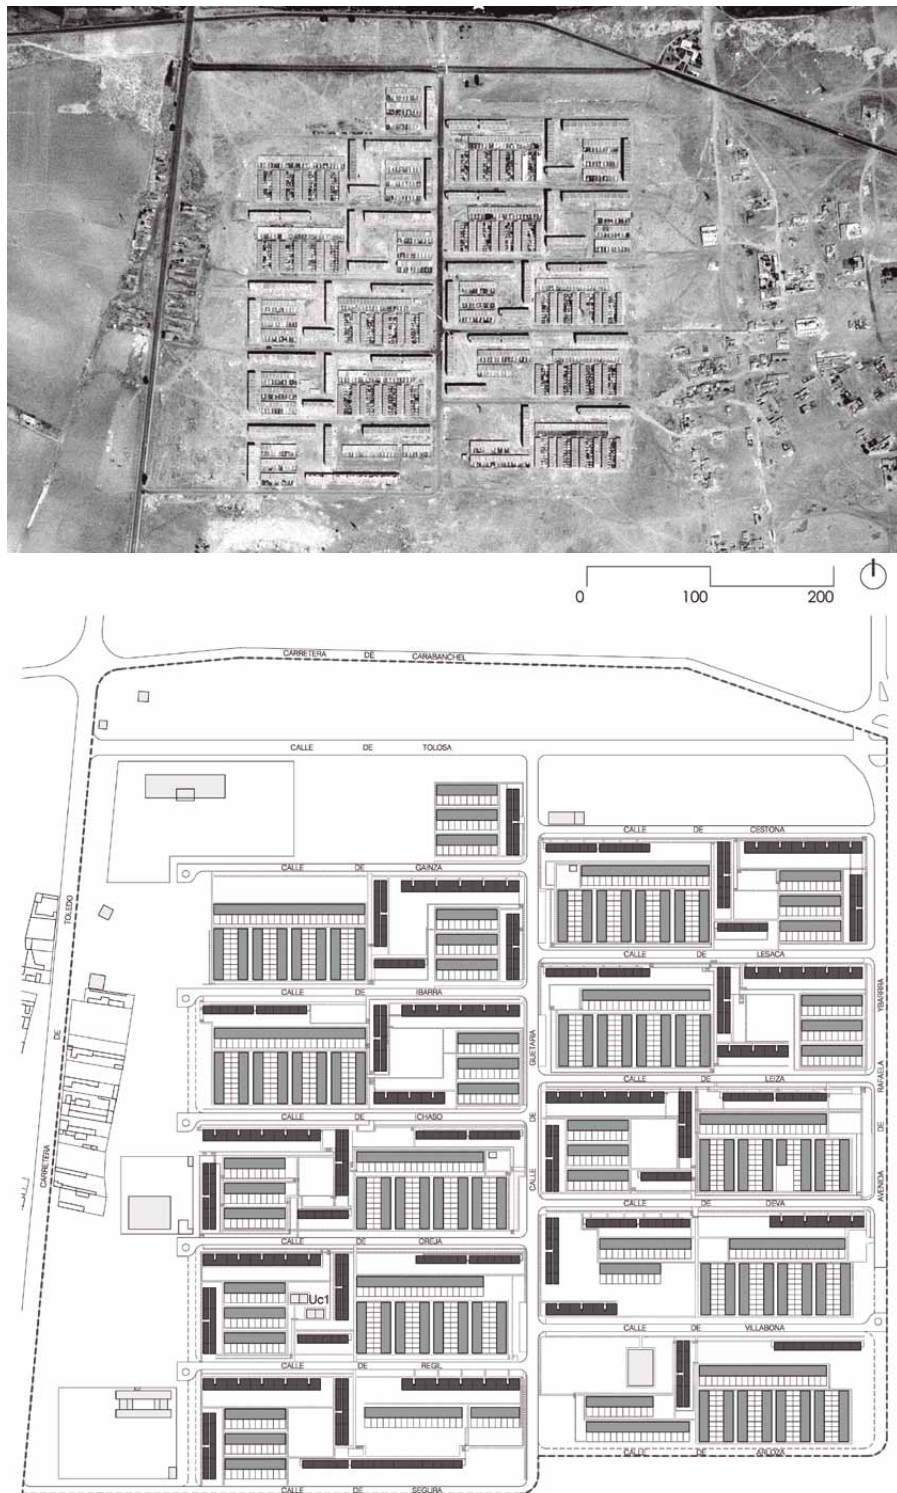 0 100 200
CARRETERA DE CARABANCHEL
CALLE DE TOLOSA
CALLE DE CESTONA
CALLE DE GAINZA
CALLE DE LESACA
CALLE DE IBARRA
CALLE DE LEIZA
CALLE DE ICHASO
CALLE DE DEVA
CALLE DE OREJA
Uc1
CALLE DE VILLABONA
CALLE DE REGIL
CALLE DE ARLOZA
CALLE DE SEGURA
CARRETERA DE TOLEDO
CALLE DE GUETARIA
AVENIDA DE RAFAELA YBARRRA